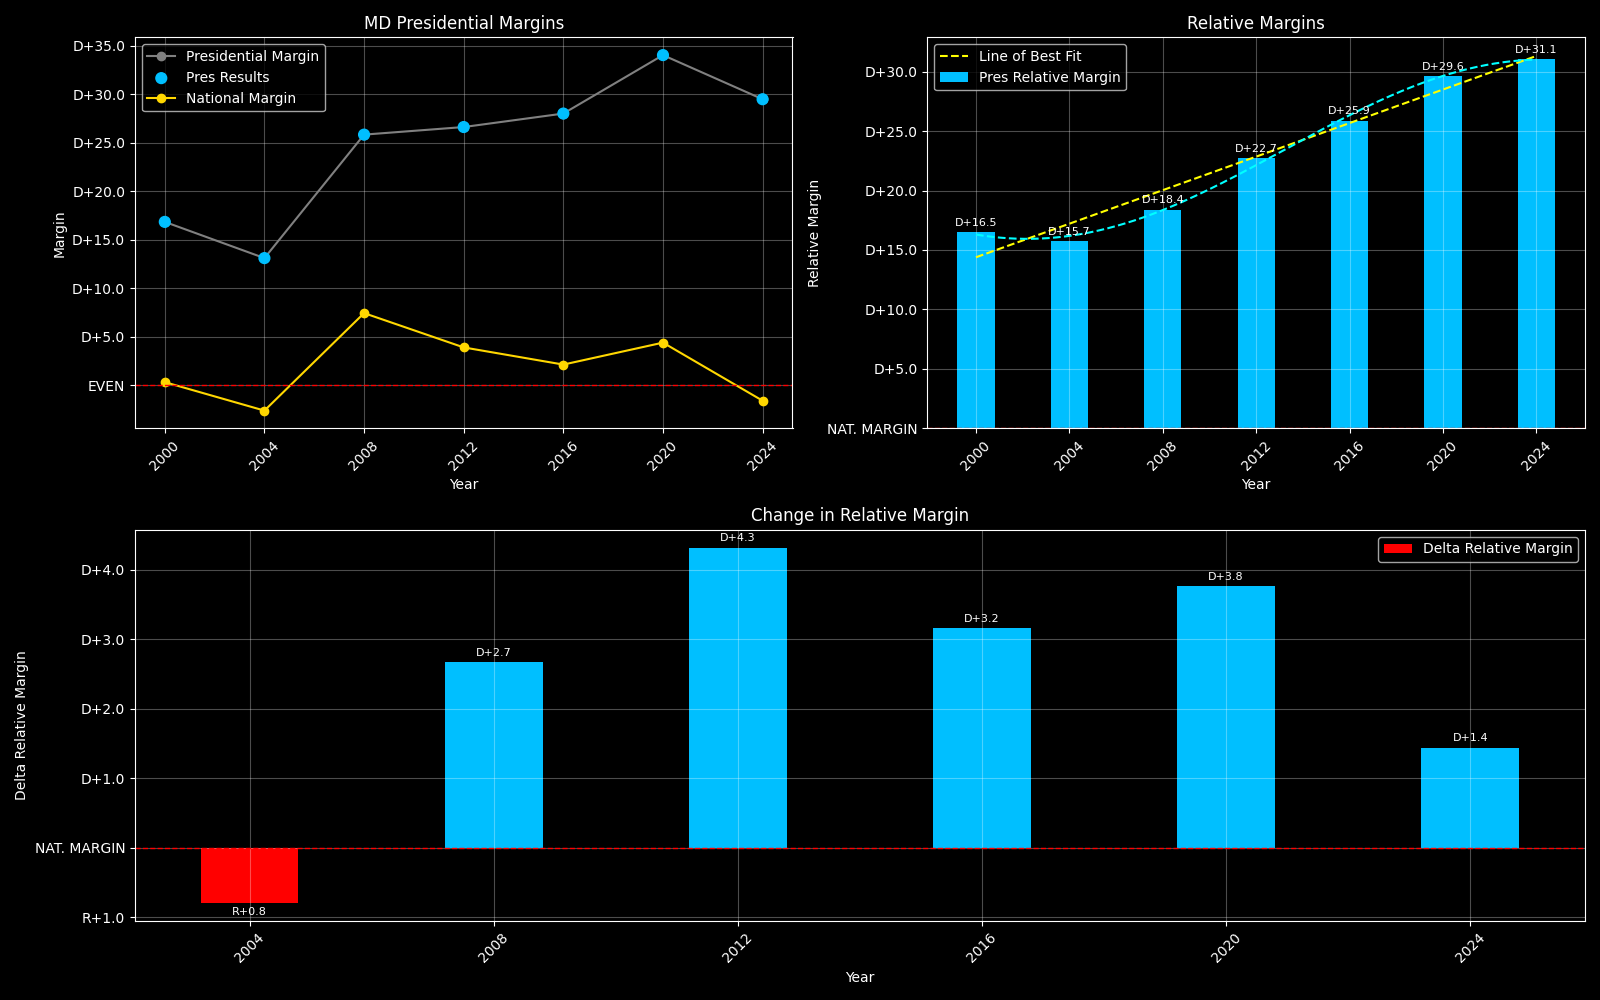 MD Presidential Margins
D+35.0
D+30.0
D+25.0
D+20.0
D+15.0
D+10.0
D+5.0
EVEN
Margin
Presidential Margin
Pres Results
National Margin
2000
2004
2008
2012
2016
2020
2024
Year
Relative Margins
D+30.0
D+25.0
D+20.0
D+15.0
D+10.0
D+5.0
NAT. MARGIN
Relative Margin
Line of Best Fit
Pres Relative Margin
D+16.5
D+15.7
D+18.4
D+22.7
D+25.9
D+29.6
D+31.1
2000
2004
2008
2012
2016
2020
2024
Year
Change in Relative Margin
D+4.0
D+3.0
D+2.0
D+1.0
NAT. MARGIN
R+1.0
Delta Relative Margin
Delta Relative Margin
R+0.8
D+2.7
D+4.3
D+3.2
D+3.8
D+1.4
2004
2008
2012
2016
2020
2024
Year